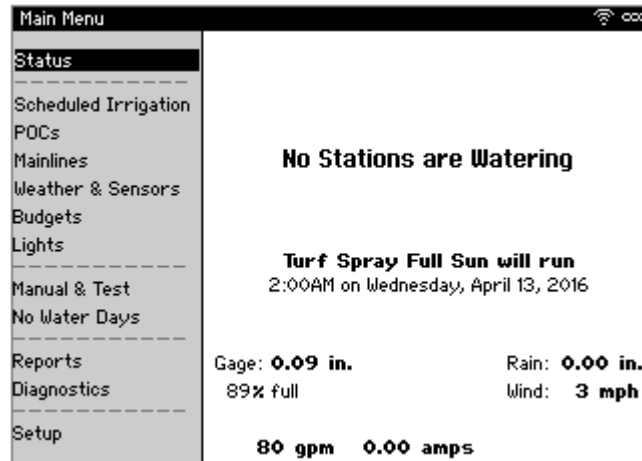 Main Menu
Status
Scheduled Irrigation
POCs
Mainlines
Weather & Sensors
Budgets
Lights
Manual & Test
No Water Days
Reports
Diagnostics
Setup
No Stations are Watering
Turf Spray Full Sun will run
2:00AM on Wednesday, April 13, 2016
Gage: 0.09 in. Rain: 0.00 in.
89% full Wind: 3 mph
80 gpm 0.00 amps